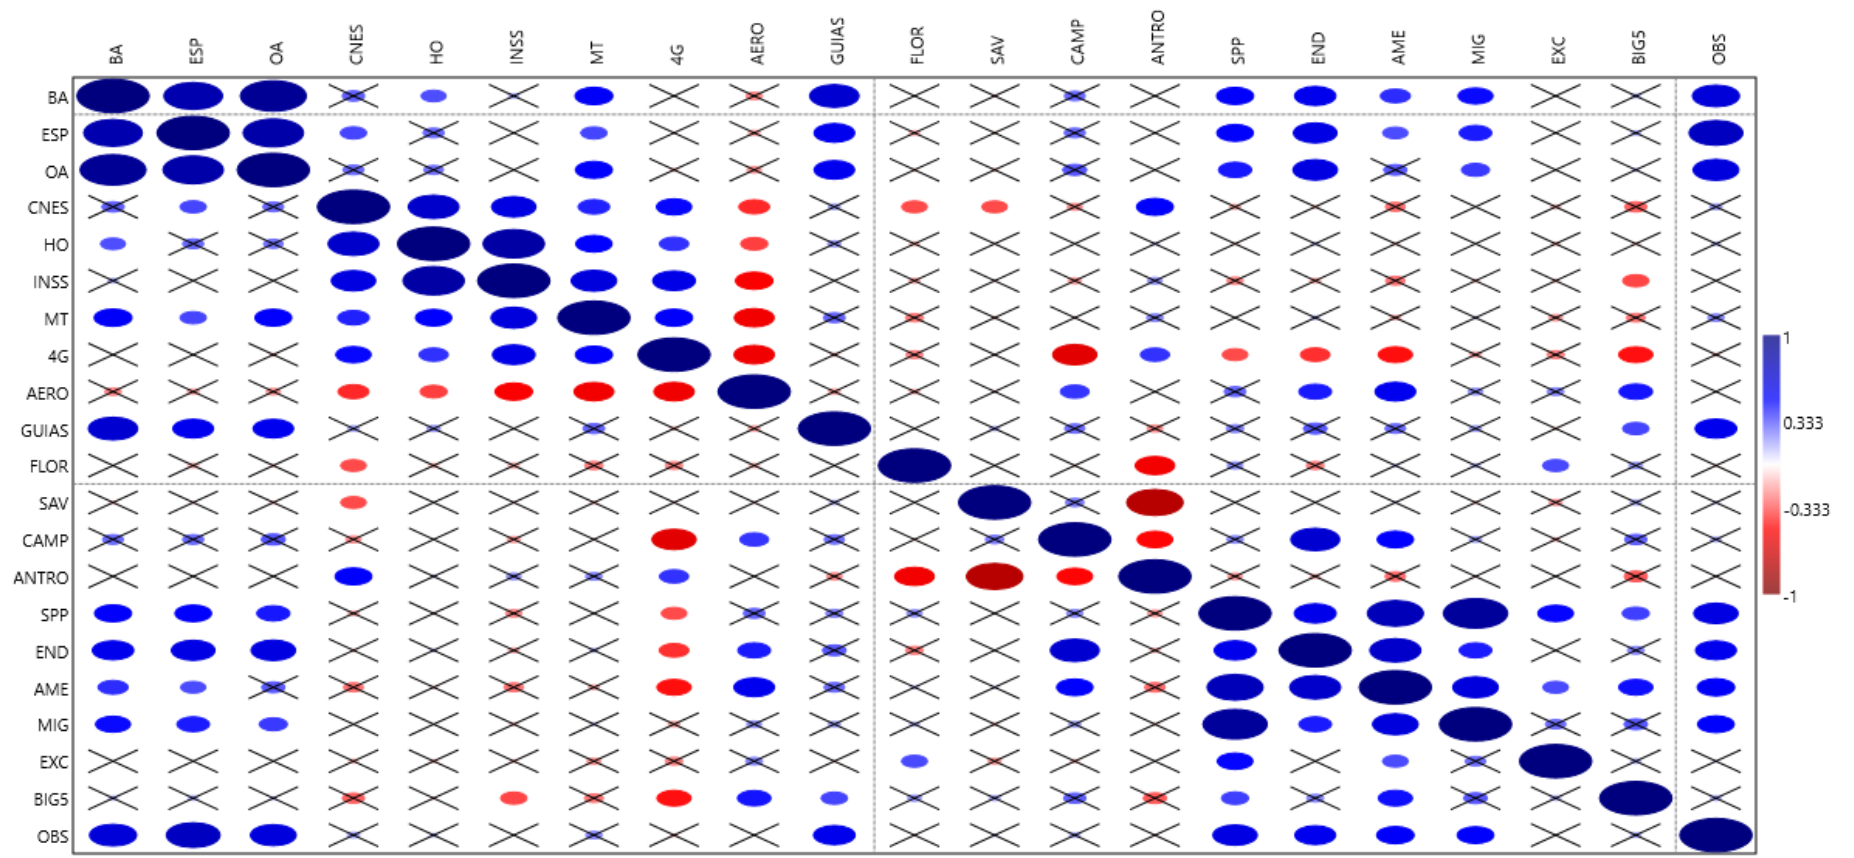 BA ESP OA CNES HO INSS MT 4G AERO GUIAS FLOR SAV CAMP ANTRO SPP END AME MIG EXC BIG5 OBS
BA
ESP
OA
CNES
HO
INSS
MT
4G
AERO
GUIAS
FLOR
SAV
CAMP
ANTRO
SPP
END
AME
MIG
EXC
BIG5
OBS
1
0.333
-0.333
-1